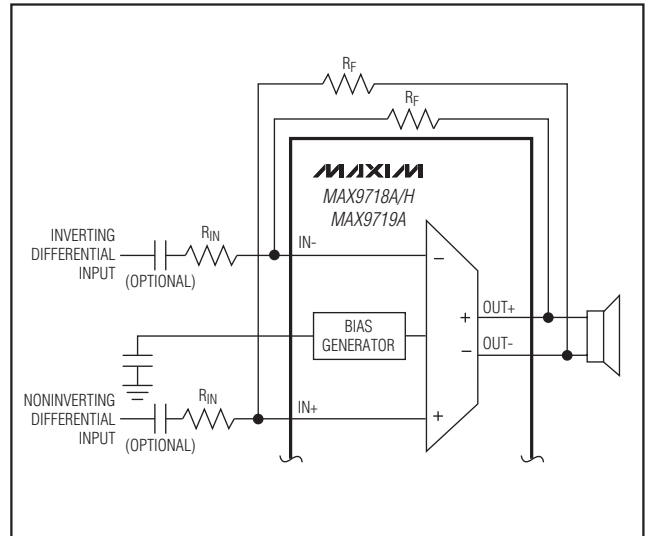 RF
RF
MAXIM
MAX9718A/H
MAX9719A
INVERTING
DIFFERENTIAL
INPUT
(OPTIONAL)
RIN
IN-
−
BIAS
GENERATOR
+
OUT+
−
OUT-
NONINVERTING
DIFFERENTIAL
INPUT
(OPTIONAL)
RIN
IN+
+